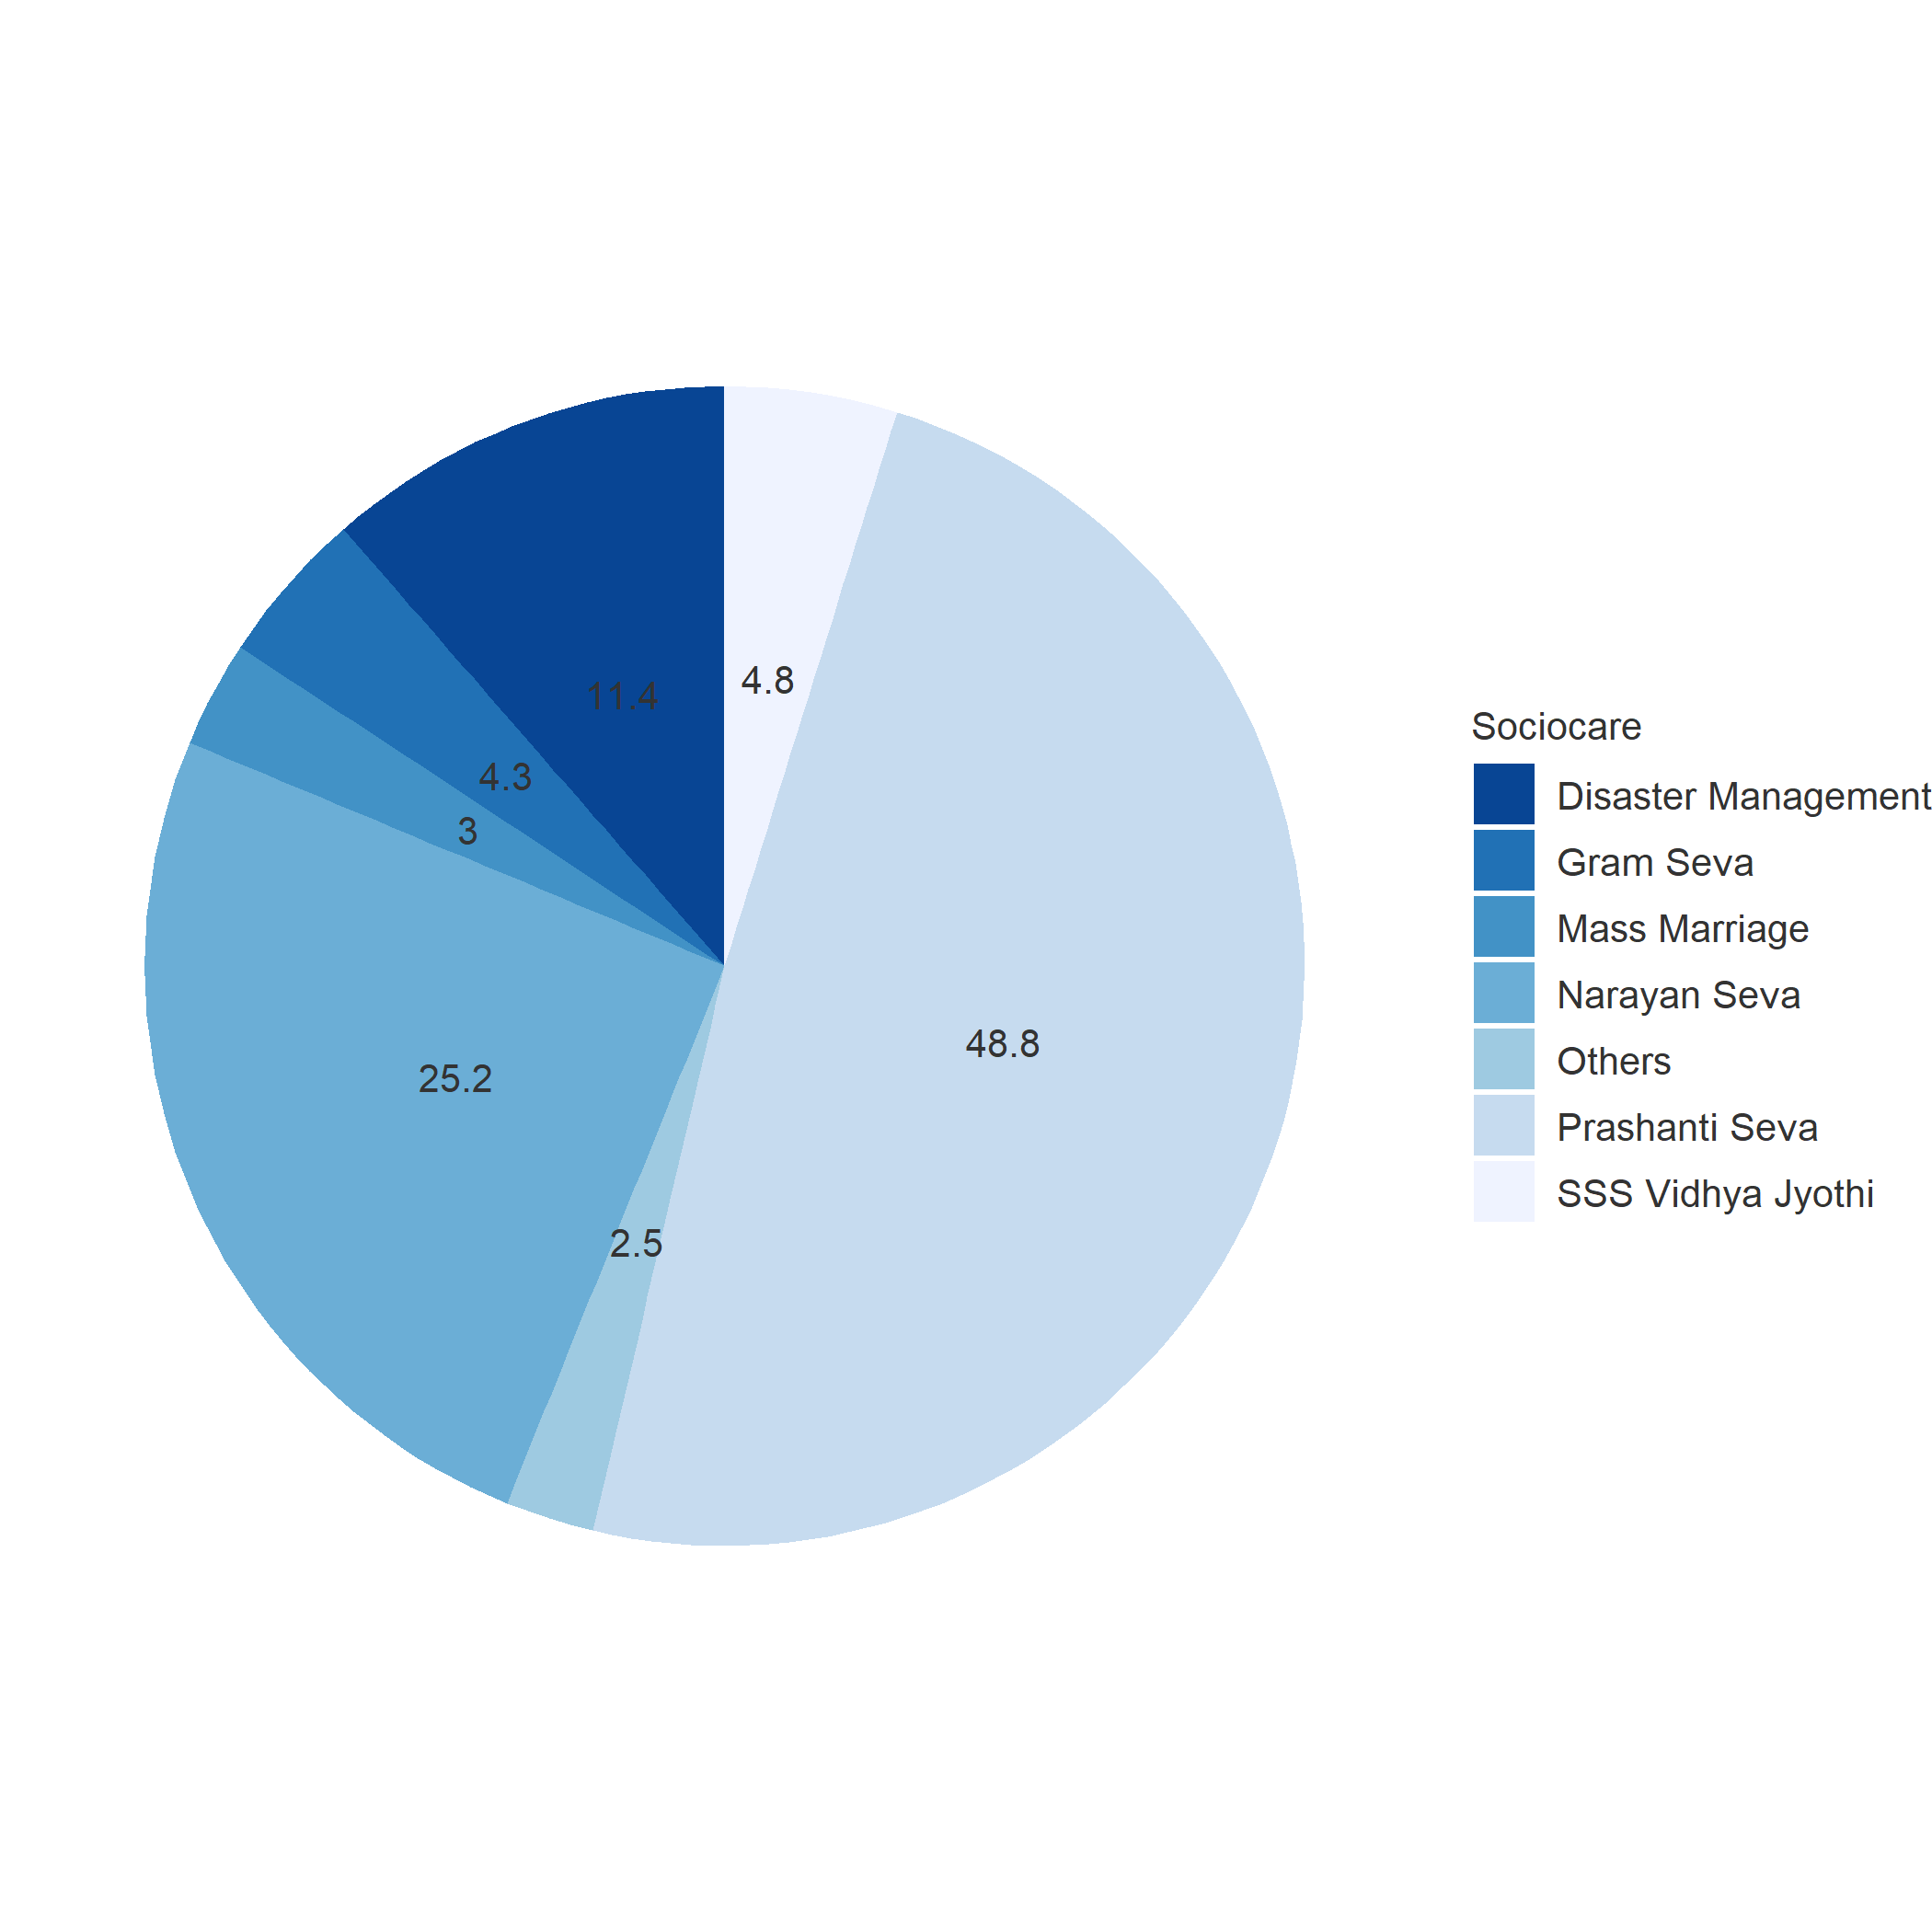 4.8
11.4
4.3
3
48.8
25.2
2.5
Sociocare
Disaster Management
Gram Seva
Mass Marriage
Narayan Seva
Others
Prashanti Seva
SSS Vidhya Jyothi